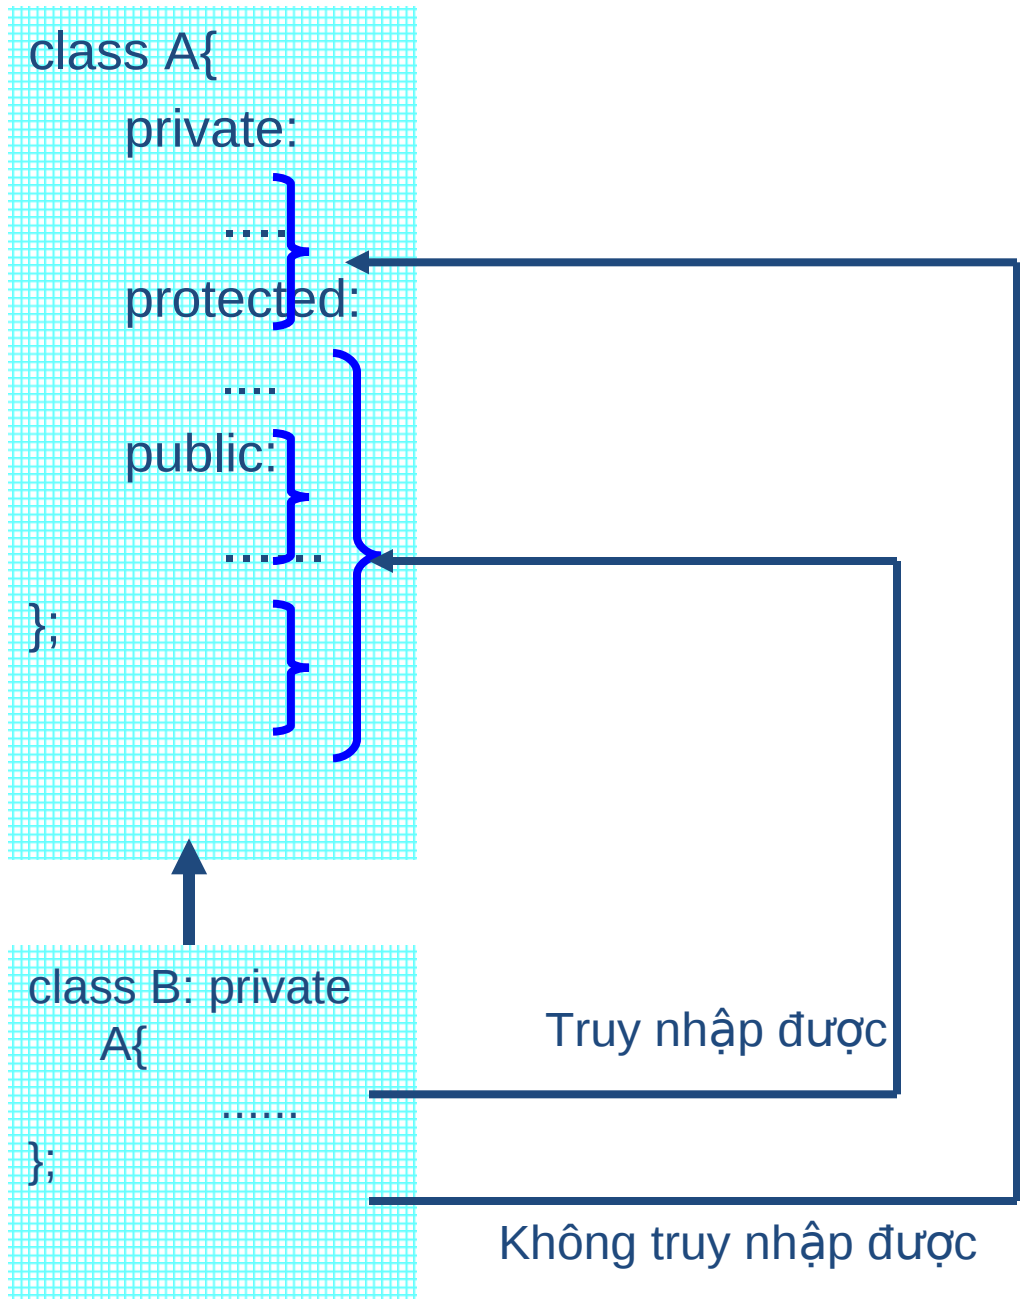 class A{
private:
....
protected:
....
public:
......
};
class B: private
A{
......
};
Truy nhập được
Không truy nhập được